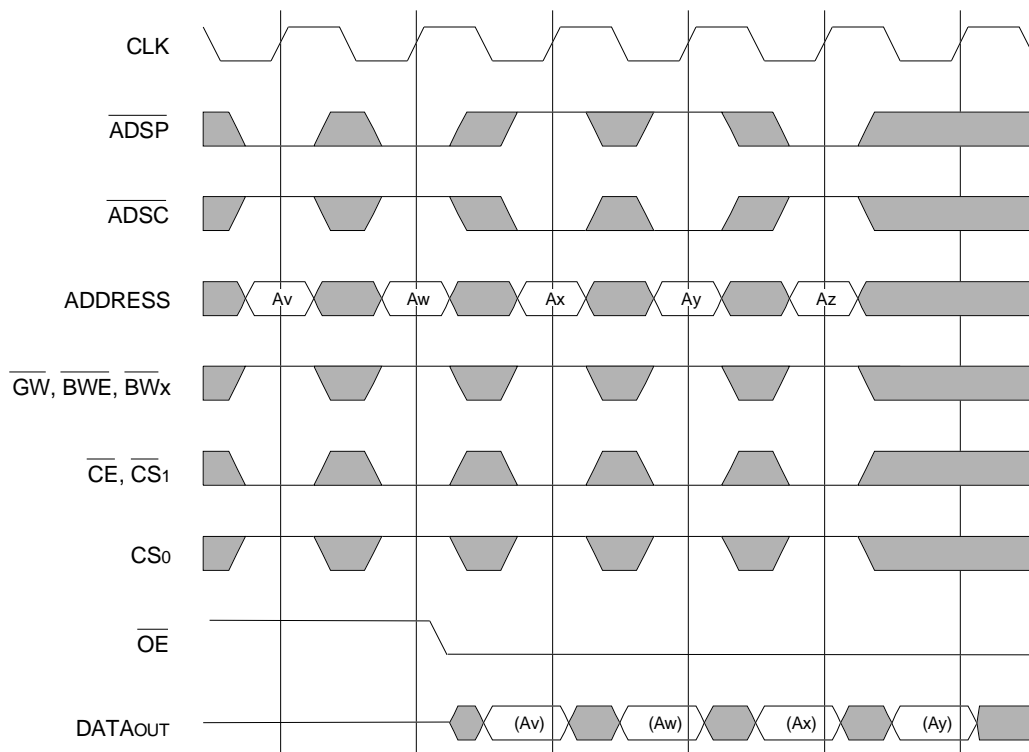 CLK
ADSP
ADSC
ADDRESS Av Aw Ax Ay Az
GW, BWE, BWx
CE, CS1
CS0
OE
DATAOUT (Av) (Aw) (Ax) (Ay)